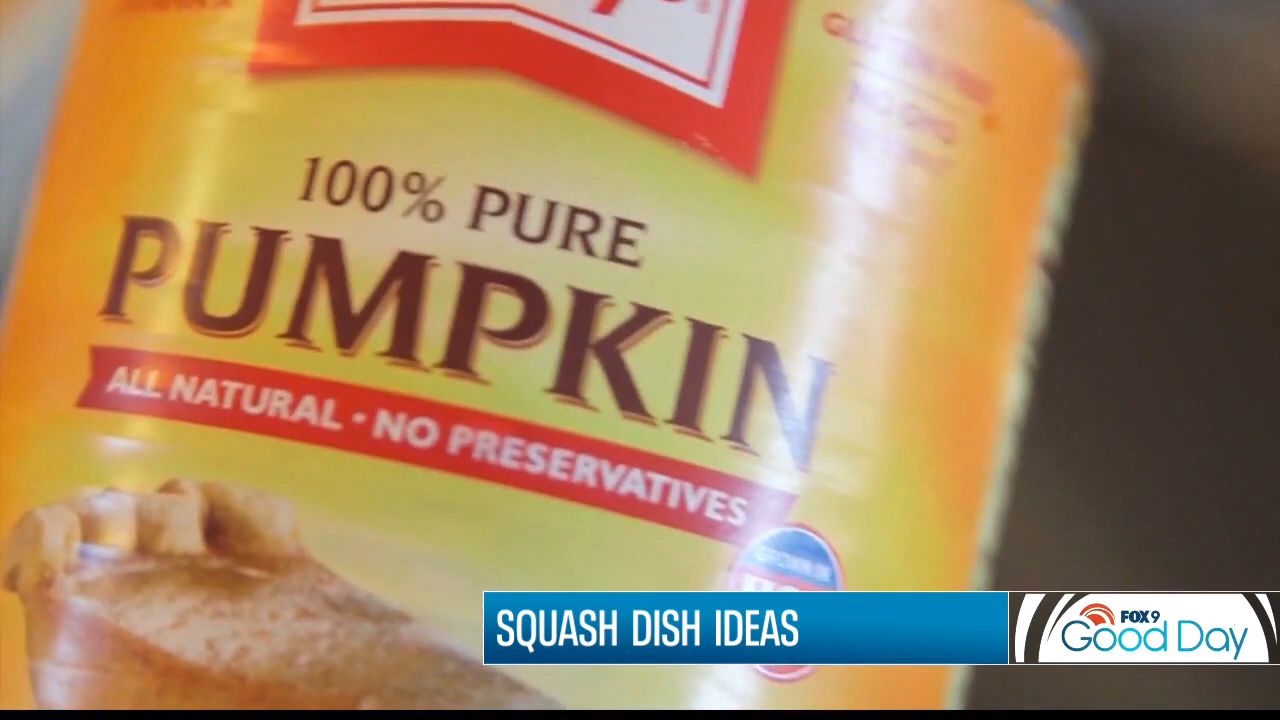 100% PURE
PUMPKIN
ALL NATURAL • NO PRESERVATIVES
SQUASH DISH IDEAS
FOX 9
Good Day